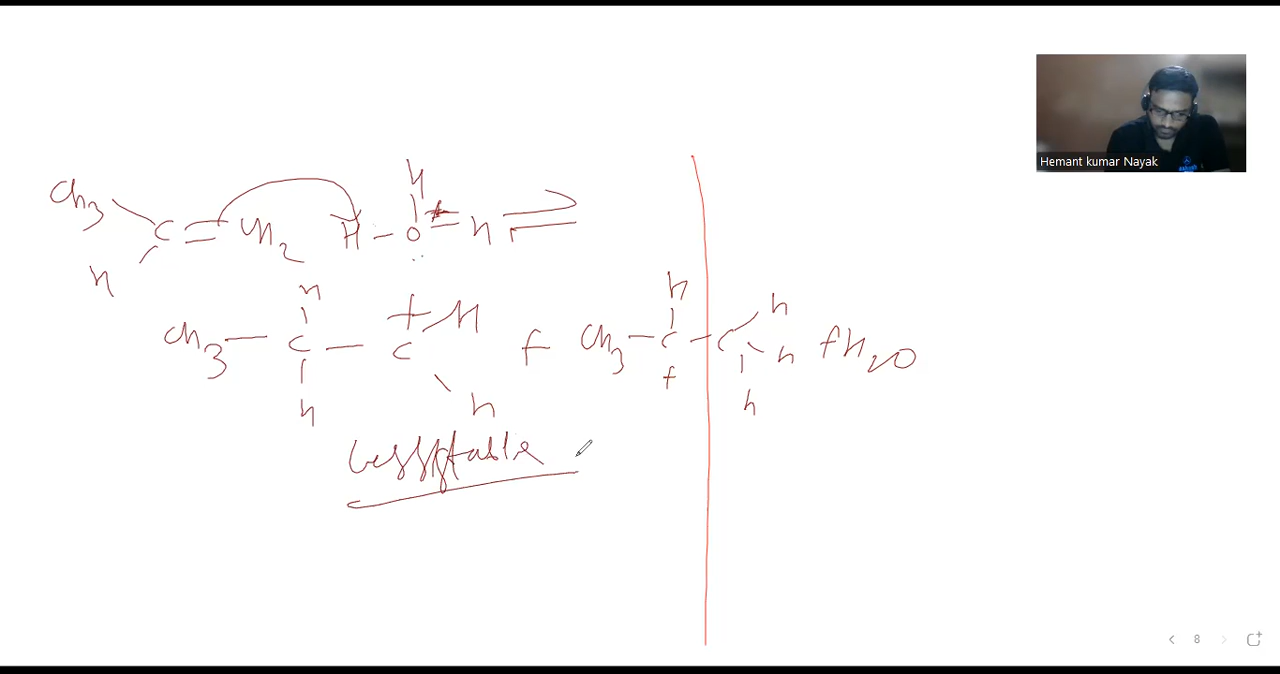 Hemant kumar Nayak
H
CH3 C = CH2 H - O + H
H
H H H
CH3 - C - C + H + CH3 - C - C H + H2O
H H + H
less stable
8